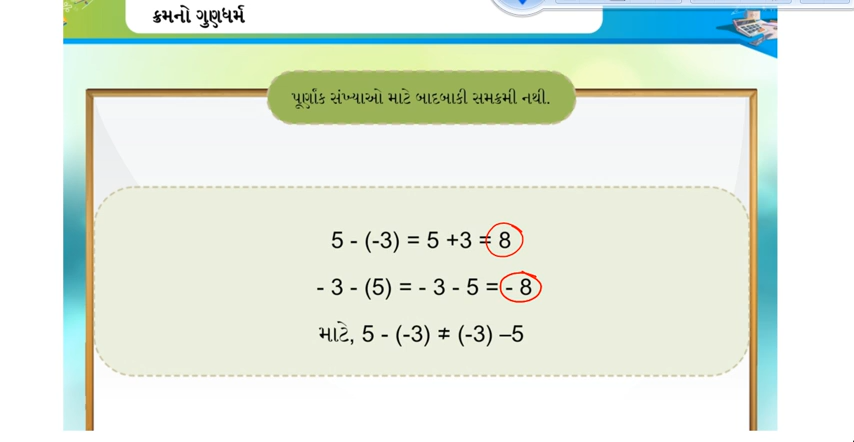 ક્રમનો ગુણધર્મ
પૂર્ણાંક સંખ્યાઓ માટે બાદબાકી સમક્રમી નથી.
5 - (-3) = 5 +3 = 8
- 3 - (5) = - 3 - 5 = - 8
માટે, 5 - (-3) ≠ (-3) –5